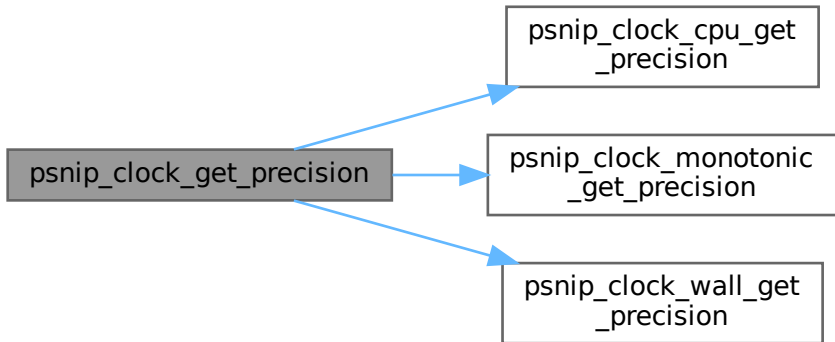 psnip_clock_cpu_get
_precision
psnip_clock_get_precision
psnip_clock_monotonic
_get_precision
psnip_clock_wall_get
_precision